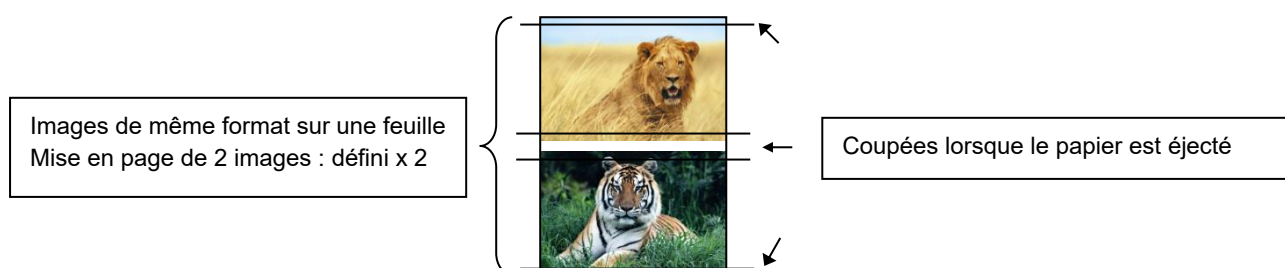 Images de même format sur une feuille
Mise en page de 2 images : défini x 2
Coupées lorsque le papier est éjecté